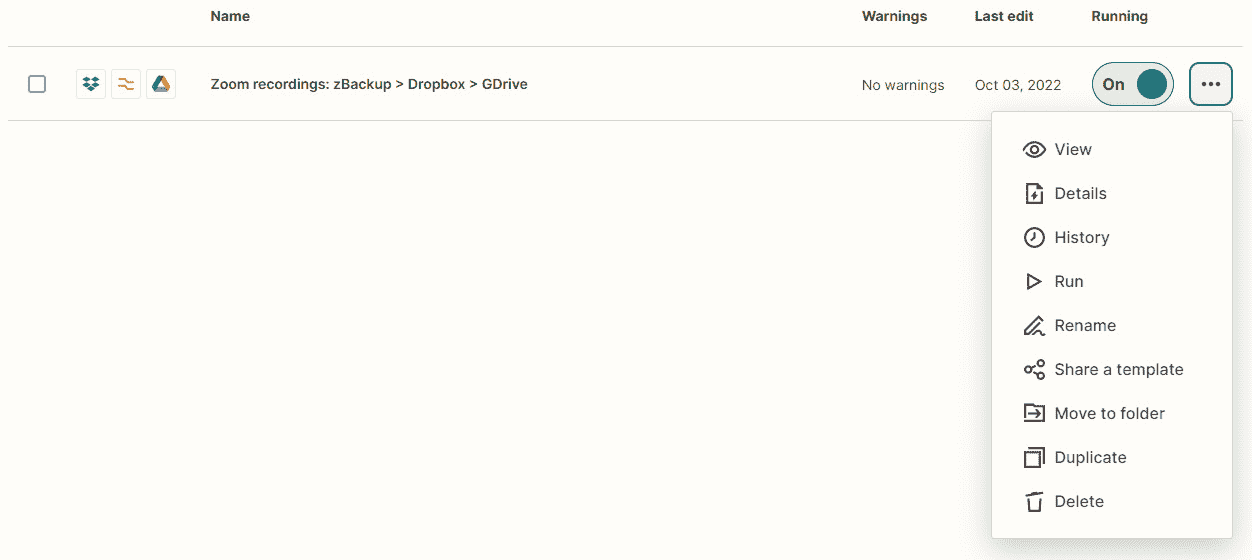 Name Warnings Last edit Running
Zoom recordings: zBackup > Dropbox > GDrive No warnings Oct 03, 2022 On
View
Details
History
Run
Rename
Share a template
Move to folder
Duplicate
Delete